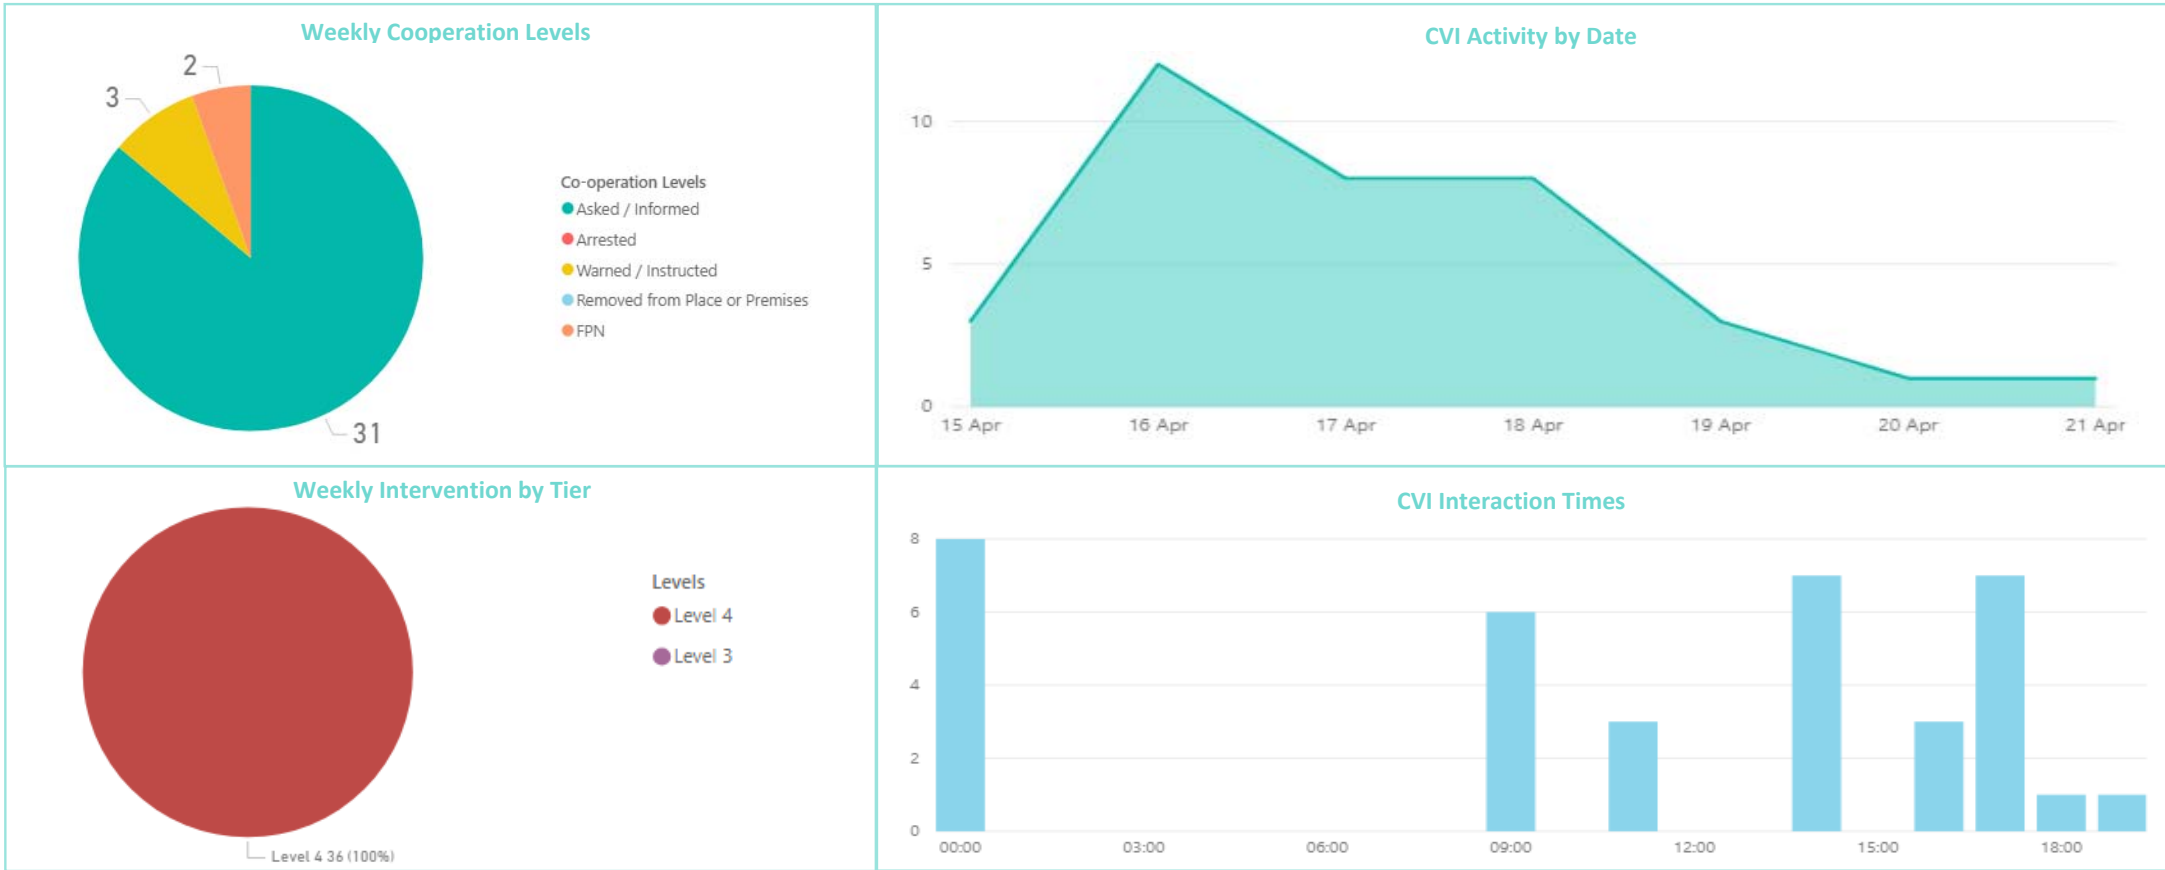 Weekly Cooperation Levels
2
3
31
Co-operation Levels
Asked / Informed
Arrested
Warned / Instructed
Removed from Place or Premises
FPN
CVI Activity by Date
10
5
0
15 Apr 16 Apr 17 Apr 18 Apr 19 Apr 20 Apr 21 Apr
Weekly Intervention by Tier
Levels
Level 4
Level 3
Level 4 36 (100%)
CVI Interaction Times
8
6
4
2
0
00:00 03:00 06:00 09:00 12:00 15:00 18:00